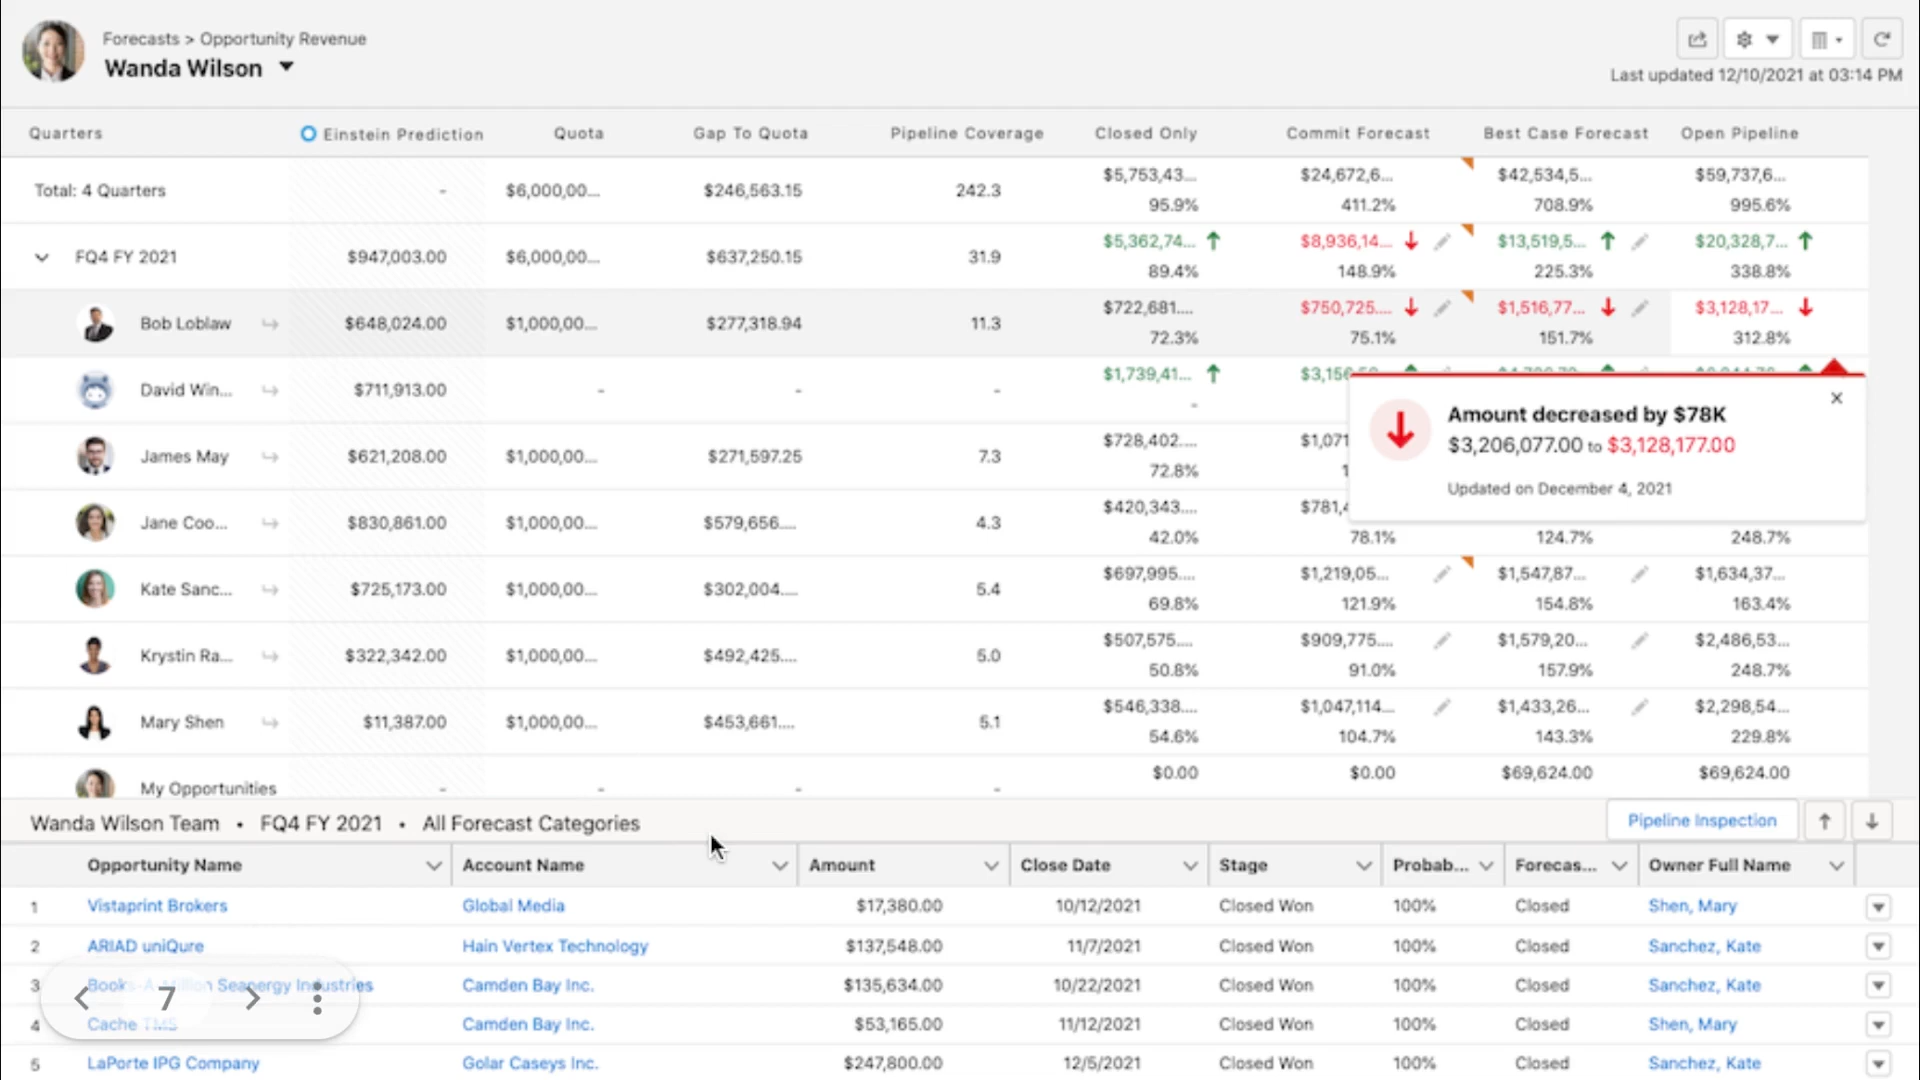 Forecasts > Opportunity Revenue
Wanda Wilson
Last updated 12/10/2021 at 03:14 PM
Quarters Einstein Prediction Quota Gap To Quota Pipeline Coverage Closed Only Commit Forecast Best Case Forecast Open Pipeline
Total: 4 Quarters - $6,000,00... $246,563.15 242.3 $5,753,43... $24,672,6... $42,534,5... $59,737,6...
95.9% 411.2% 708.9% 995.6%
FQ4 FY 2021 $947,003.00 $6,000,00... $637,250.15 31.9 $5,362,74... $8,936,14... $13,519,5... $20,328,7...
89.4% 148.9% 225.3% 338.8%
Bob Loblaw $648,024.00 $1,000,00... $277,318.94 11.3 $722,681.... $750,725.... $1,516,77... $3,128,17...
72.3% 75.1% 151.7% 312.8%
David Win... $711,913.00 - - - $1,739,41... $3,156
-
Amount decreased by $78K
$3,206,077.00 to $3,128,177.00
Updated on December 4, 2021
James May $621,208.00 $1,000,00... $271,597.25 7.3 $728,402.... $1,071
72.8% 1
Jane Coo... $830,861.00 $1,000,00... $579,656.... 4.3 $420,343.... $781,4
42.0% 78.1% 124.7% 248.7%
Kate Sanc... $725,173.00 $1,000,00... $302,004.... 5.4 $697,995.... $1,219,05... $1,547,87... $1,634,37...
69.8% 121.9% 154.8% 163.4%
Krystin Ra... $322,342.00 $1,000,00... $492,425.... 5.0 $507,575.... $909,775.... $1,579,20... $2,486,53...
50.8% 91.0% 157.9% 248.7%
Mary Shen $11,387.00 $1,000,00... $453,661.... 5.1 $546,338.... $1,047,114... $1,433,26... $2,298,54...
54.6% 104.7% 143.3% 229.8%
My Opportunities - - - - $0.00 $0.00 $69,624.00 $69,624.00
Wanda Wilson Team • FQ4 FY 2021 • All Forecast Categories Pipeline Inspection
Opportunity Name Account Name Amount Close Date Stage Probab... Forecas... Owner Full Name
1 Vistaprint Brokers Global Media $17,380.00 10/12/2021 Closed Won 100% Closed Shen, Mary
2 ARIAD uniQure Hain Vertex Technology $137,548.00 11/7/2021 Closed Won 100% Closed Sanchez, Kate
3 Books-A-Million Seanergy Industries Camden Bay Inc. $135,634.00 10/22/2021 Closed Won 100% Closed Sanchez, Kate
7
4 Cache TMS Camden Bay Inc. $53,165.00 11/12/2021 Closed Won 100% Closed Shen, Mary
5 LaPorte IPG Company Golar Caseys Inc. $247,800.00 12/5/2021 Closed Won 100% Closed Sanchez, Kate